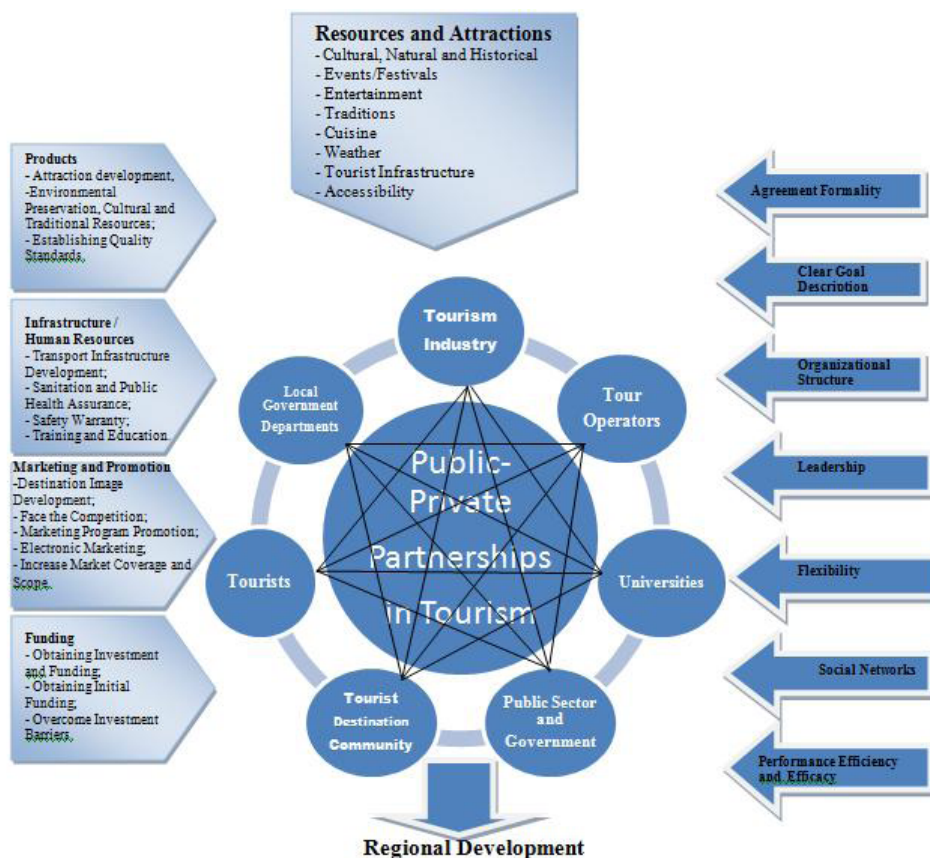 Resources and Attractions
- Cultural, Natural and Historical
- Events/Festivals
- Entertainment
- Traditions
- Cuisine
- Weather
- Tourist Infrastructure
- Accessibility
Products
- Attraction development,
-Environmental
Preservation, Cultural and
Traditional Resources;
- Establishing Quality
Standards.
Infrastructure /
Human Resources
- Transport Infrastructure
Development;
- Sanitation and Public
Health Assurance;
- Safety Warranty;
- Training and Education
Marketing and Promotion
-Destination Image
Development;
- Face the Competition;
- Marketing Program Promotion;
- Electronic Marketing;
- Increase Market Coverage and
Scope.
Funding
- Obtaining Investment
and Funding;
- Obtaining Initial
Funding;
- Overcome Investment
Barriers.
Tourism
Industry
Local
Government
Departments
Tour
Operators
Public-
Private
Partnerships
in Tourism
Tourists
Universities
Tourist
Destination
Community
Public Sector
and
Government
Regional Development
Agreement Formality
Clear Goal
Description
Organizational
Structure
Leadership
Flexibility
Social Networks
Performance Efficiency
and Efficacy